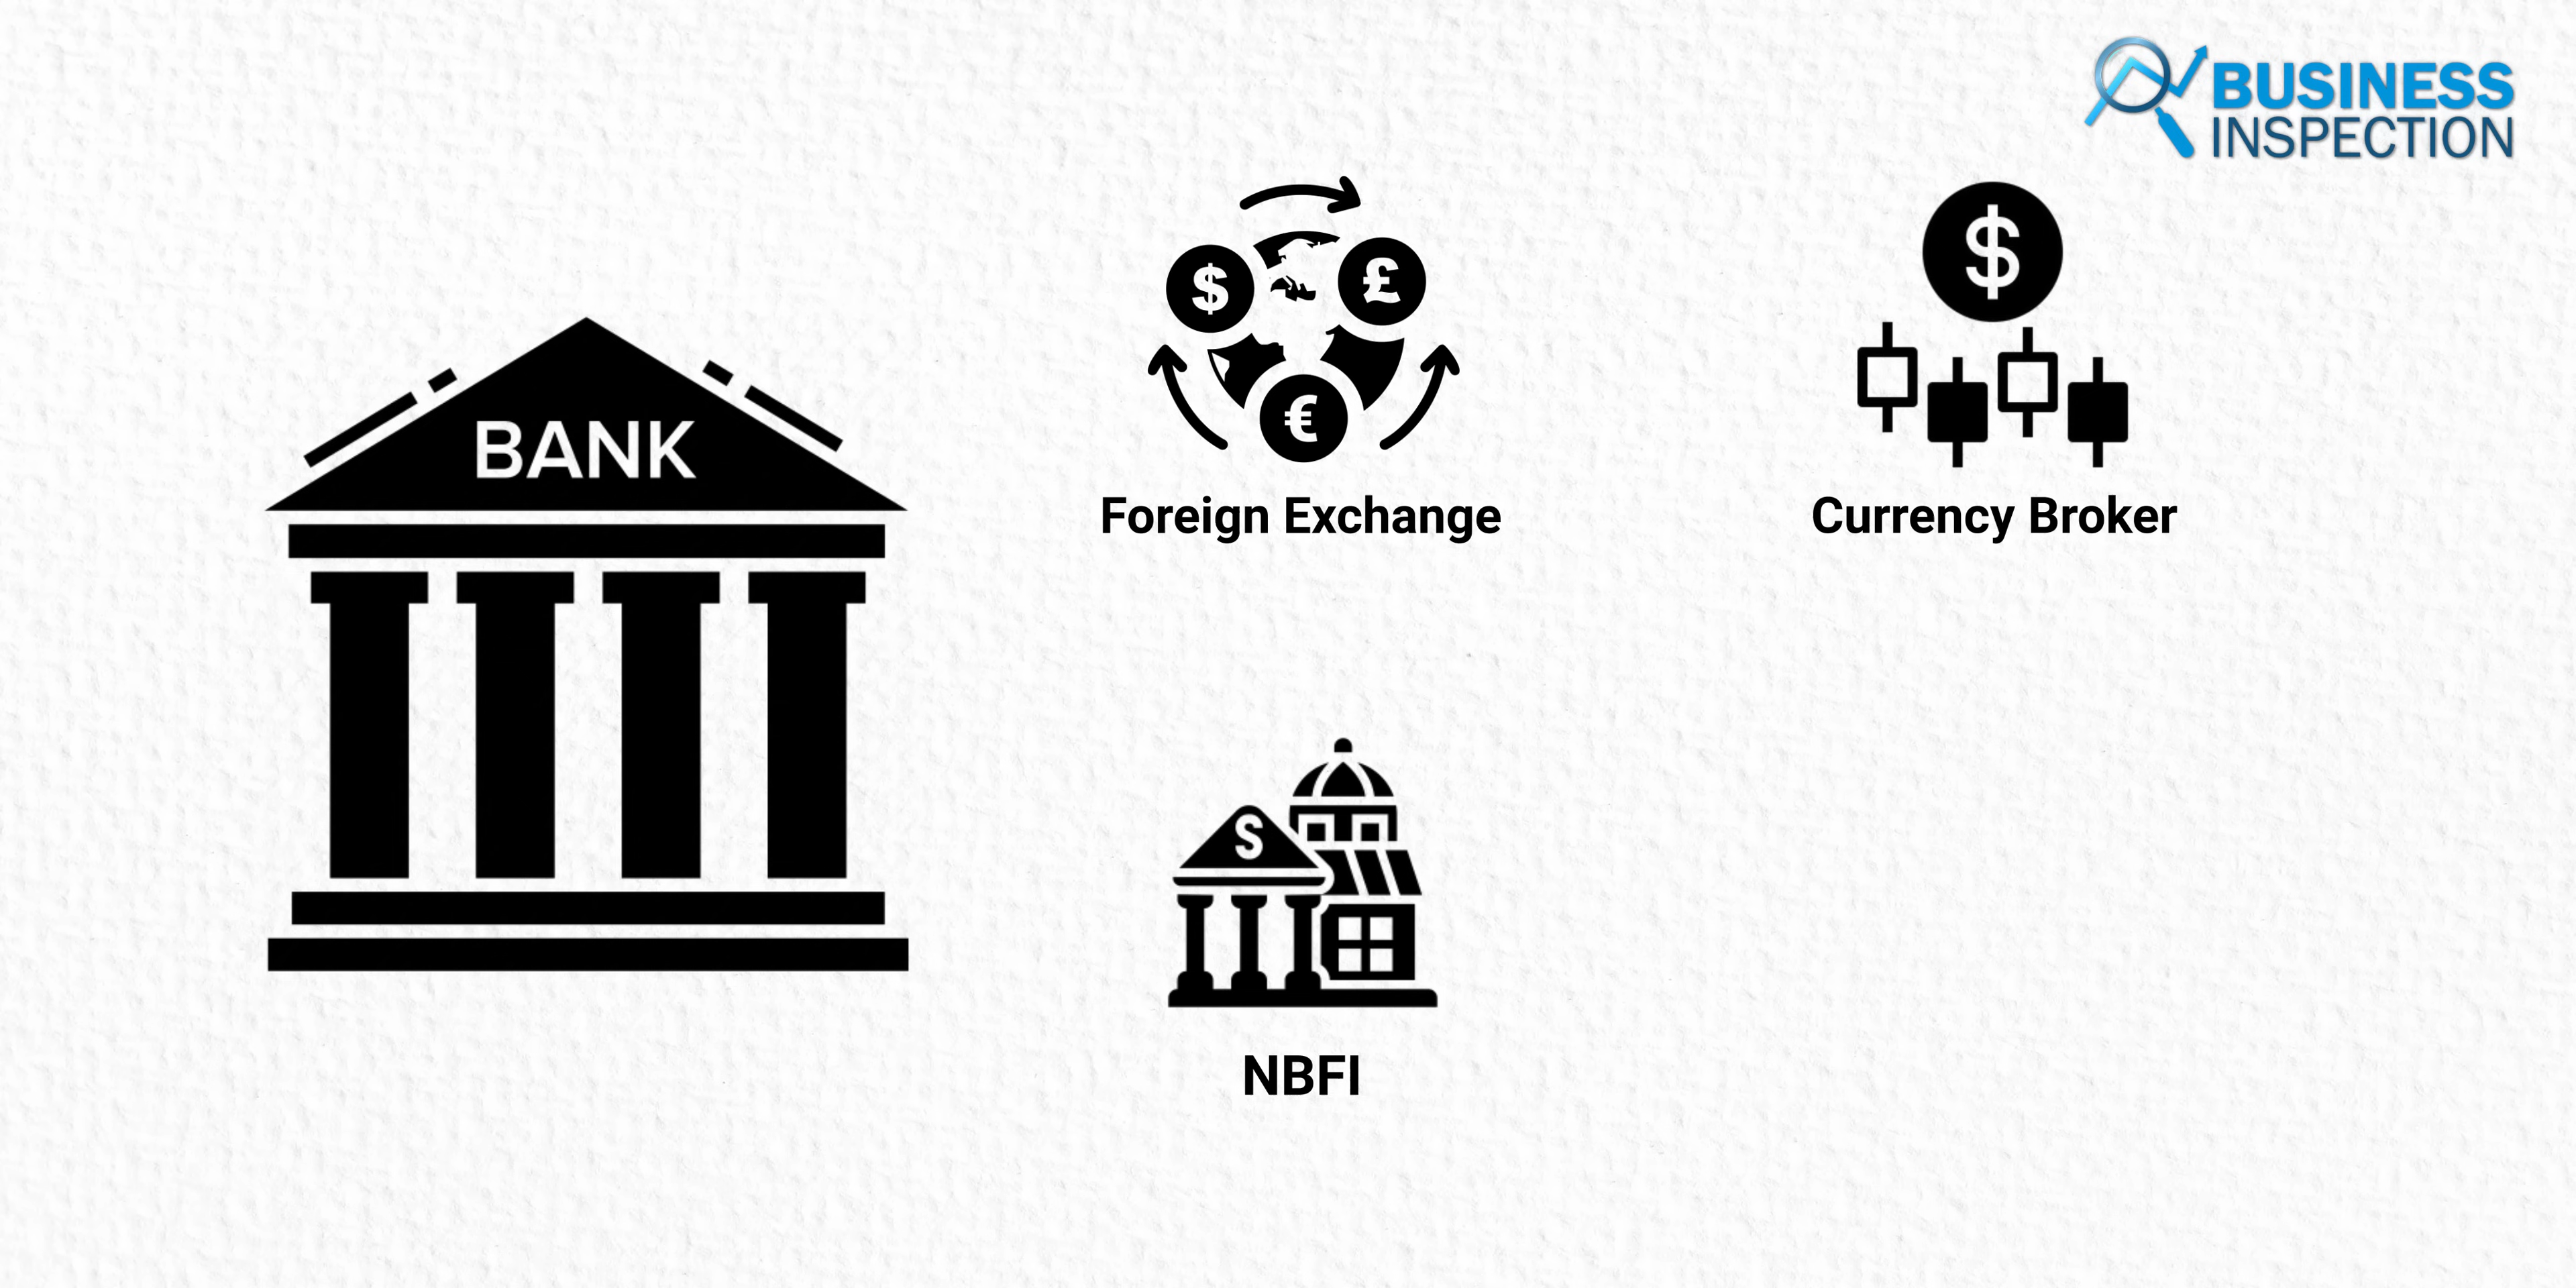 BUSINESS
INSPECTION
BANK
$
£
€
Foreign Exchange
$
Currency Broker
S
NBFI